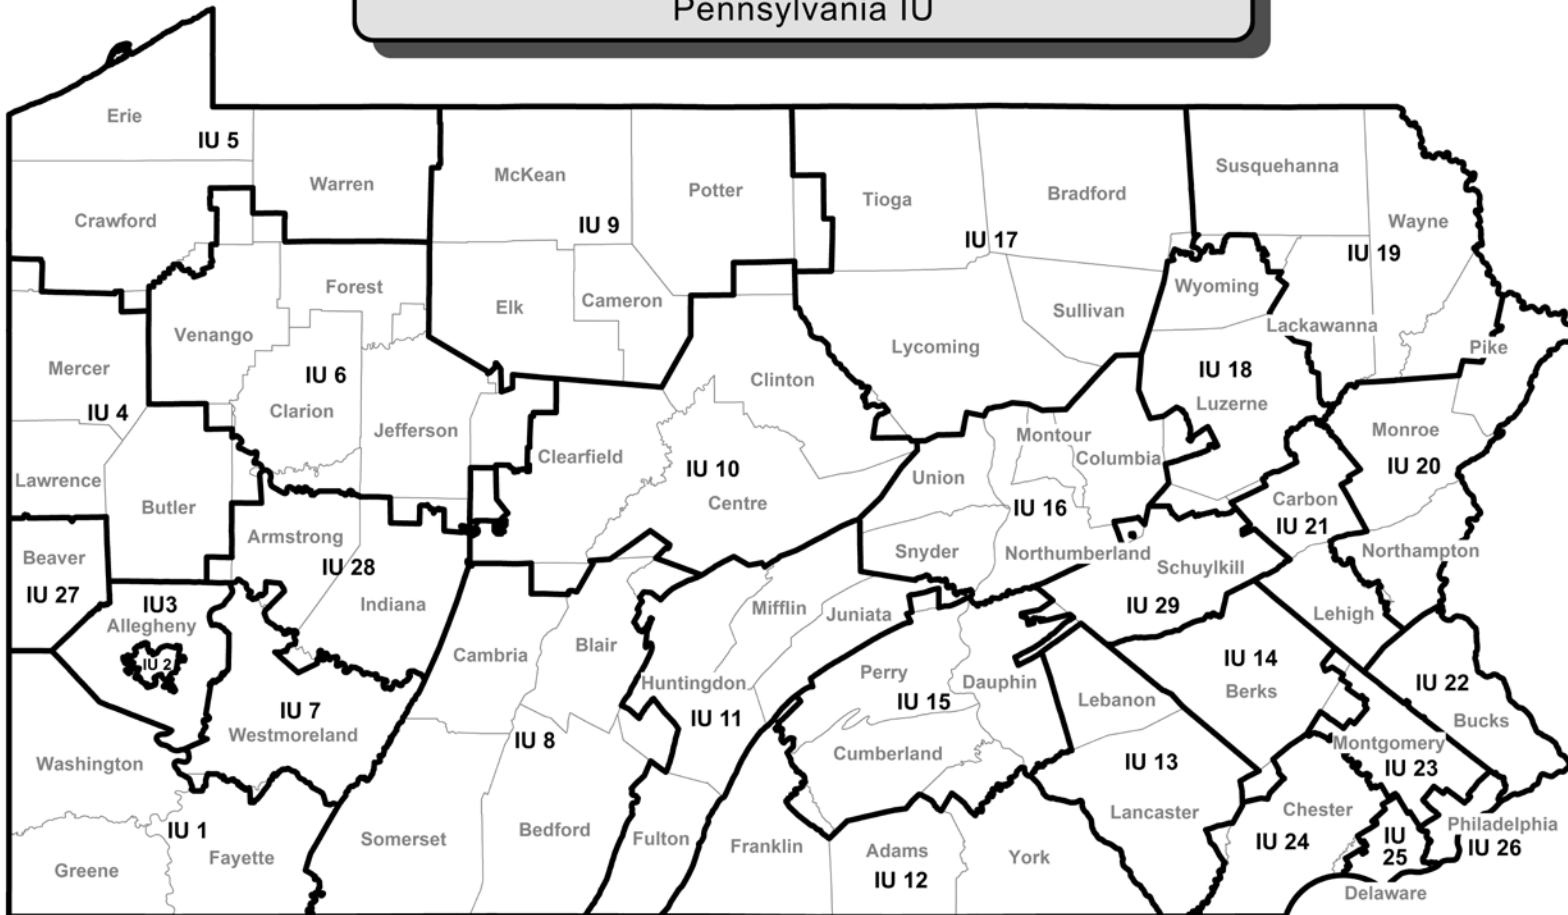 Pennsylvania IU
Erie
IU 5
Warren
McKean
Potter
Tioga
Bradford
Susquehanna
Wayne
Crawford
IU 9
IU 17
IU 19
Forest
Elk
Cameron
Sullivan
Wyoming
Lackawanna
Venango
Lycoming
Pike
Mercer
IU 6
Clinton
IU 18
IU 4
Clarion
Jefferson
Luzerne
Montour
Monroe
Clearfield
IU 10
Columbia
IU 20
Lawrence
Union
Butler
Centre
IU 16
Carbon
IU 21
Armstrong
Beaver
IU 28
Snyder
Northumberland
Schuylkill
Northampton
IU 27
IU3
Allegheny
Indiana
Mifflin
Juniata
IU 29
Lehigh
IU 2
Cambria
Blair
Perry
Dauphin
IU 14
Berks
Huntingdon
IU 15
Lebanon
IU 22
IU 7
Westmoreland
IU 11
Bucks
IU 8
Washington
Cumberland
IU 13
Montgomery
IU 23
Lancaster
Chester
IU 1
Somerset
Bedford
Fulton
Franklin
Adams
York
IU 24
IU
25
Philadelphia
IU 26
Greene
Fayette
IU 12
Delaware